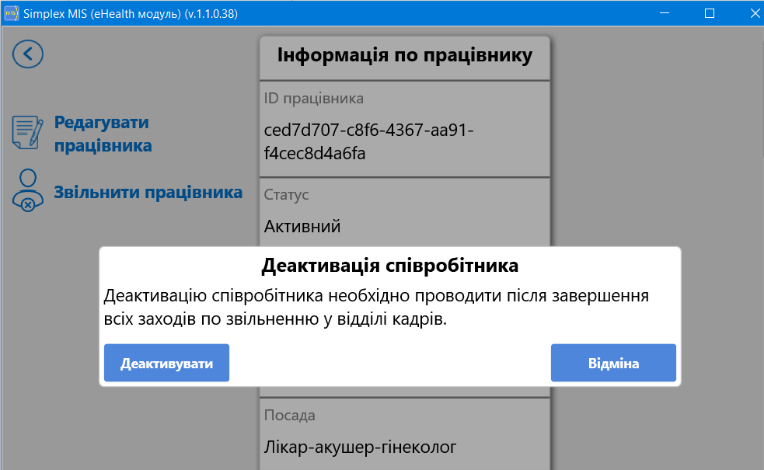 Simplex MIS (eHealth модуль) (v.1.1.0.38)
Інформація по працівнику
ID працівника
ced7d707-c8f6-4367-aa91-
f4cec8d4a6fa
Редагувати
працівника
Звільнити працівника
Статус
Активний
Деактивація співробітника
Деактивацію співробітника необхідно проводити після завершення
всіх заходів по звільненню у відділі кадрів.
Деактивувати
Відміна
Посада
Лікар-акушер-гінеколог